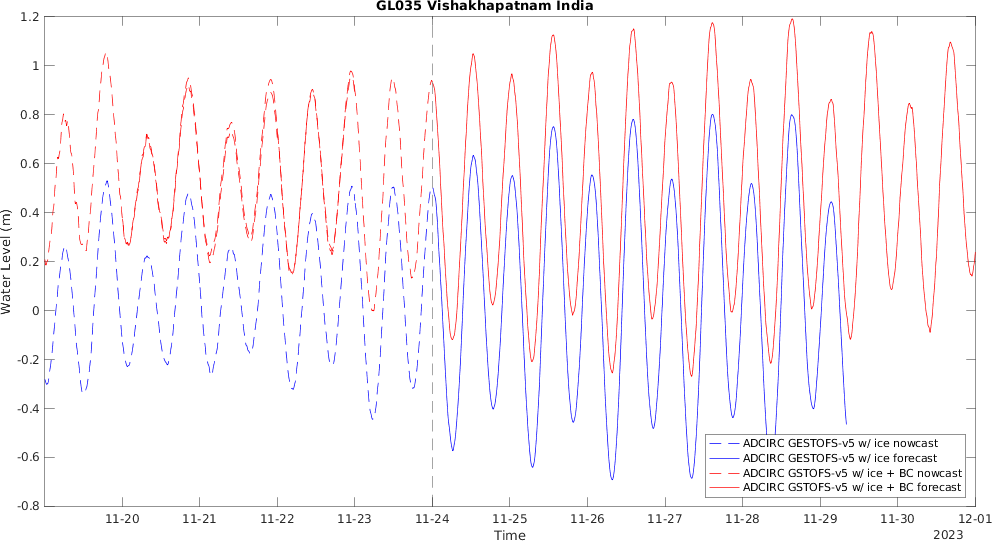 GL035 Vishakhapatnam India
1.2
1
0.8
0.6
0.4
0.2
0
-0.2
-0.4
-0.6
-0.8
Water Level (m)
ADCIRC GESTOFS-v5 w/ ice nowcast
ADCIRC GESTOFS-v5 w/ ice forecast
ADCIRC GSTOFS-v5 w/ ice + BC nowcast
ADCIRC GSTOFS-v5 w/ ice + BC forecast
11-20 11-21 11-22 11-23 11-24 11-25 11-26 11-27 11-28 11-29 11-30 12-01
Time
2023